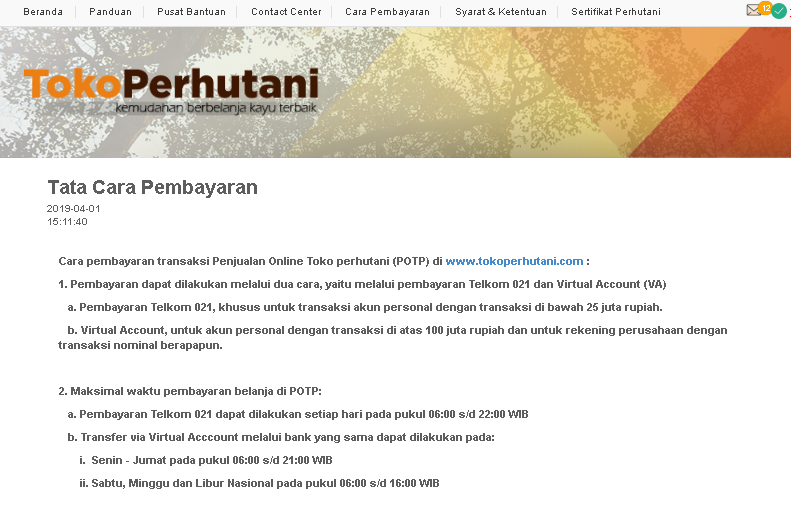 Beranda
Panduan
Pusat Bantuan
Contact Center
Cara Pembayaran
Syarat & Ketentuan
Sertifikat Perhutani
12
TokoPerhutani
kemudahan berbelanja kayu terbaik
Tata Cara Pembayaran
2019-04-01
15:11:40
Cara pembayaran transaksi Penjualan Online Toko perhutani (POTP) di www.tokoperhutani.com :
1. Pembayaran dapat dilakukan melalui dua cara, yaitu melalui pembayaran Telkom 021 dan Virtual Account (VA)
a. Pembayaran Telkom 021, khusus untuk transaksi akun personal dengan transaksi di bawah 25 juta rupiah.
b. Virtual Account, untuk akun personal dengan transaksi di atas 100 juta rupiah dan untuk rekening perusahaan dengan
transaksi nominal berapapun.
2. Maksimal waktu pembayaran belanja di POTP:
a. Pembayaran Telkom 021 dapat dilakukan setiap hari pada pukul 06:00 s/d 22:00 WIB
b. Transfer via Virtual Acccount melalui bank yang sama dapat dilakukan pada:
i. Senin - Jumat pada pukul 06:00 s/d 21:00 WIB
ii. Sabtu, Minggu dan Libur Nasional pada pukul 06:00 s/d 16:00 WIB